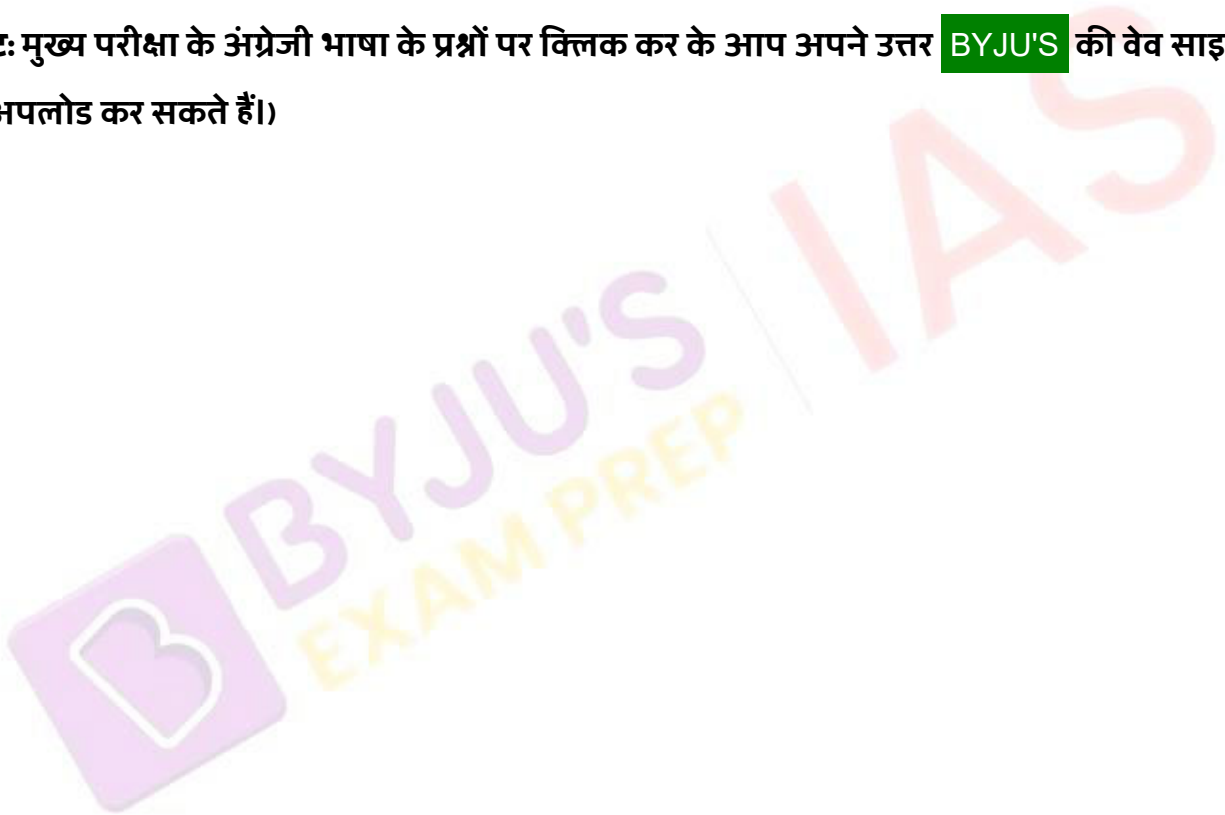 ट: मुख्य परीक्षा के अंग्रेजी भाषा के प्रश्नों पर क्लिक कर के आप अपने उत्तर BYJU'S की वेव साइ
अपलोड कर सकते हैं।)
BYJU'S IAS
EXAM PREP